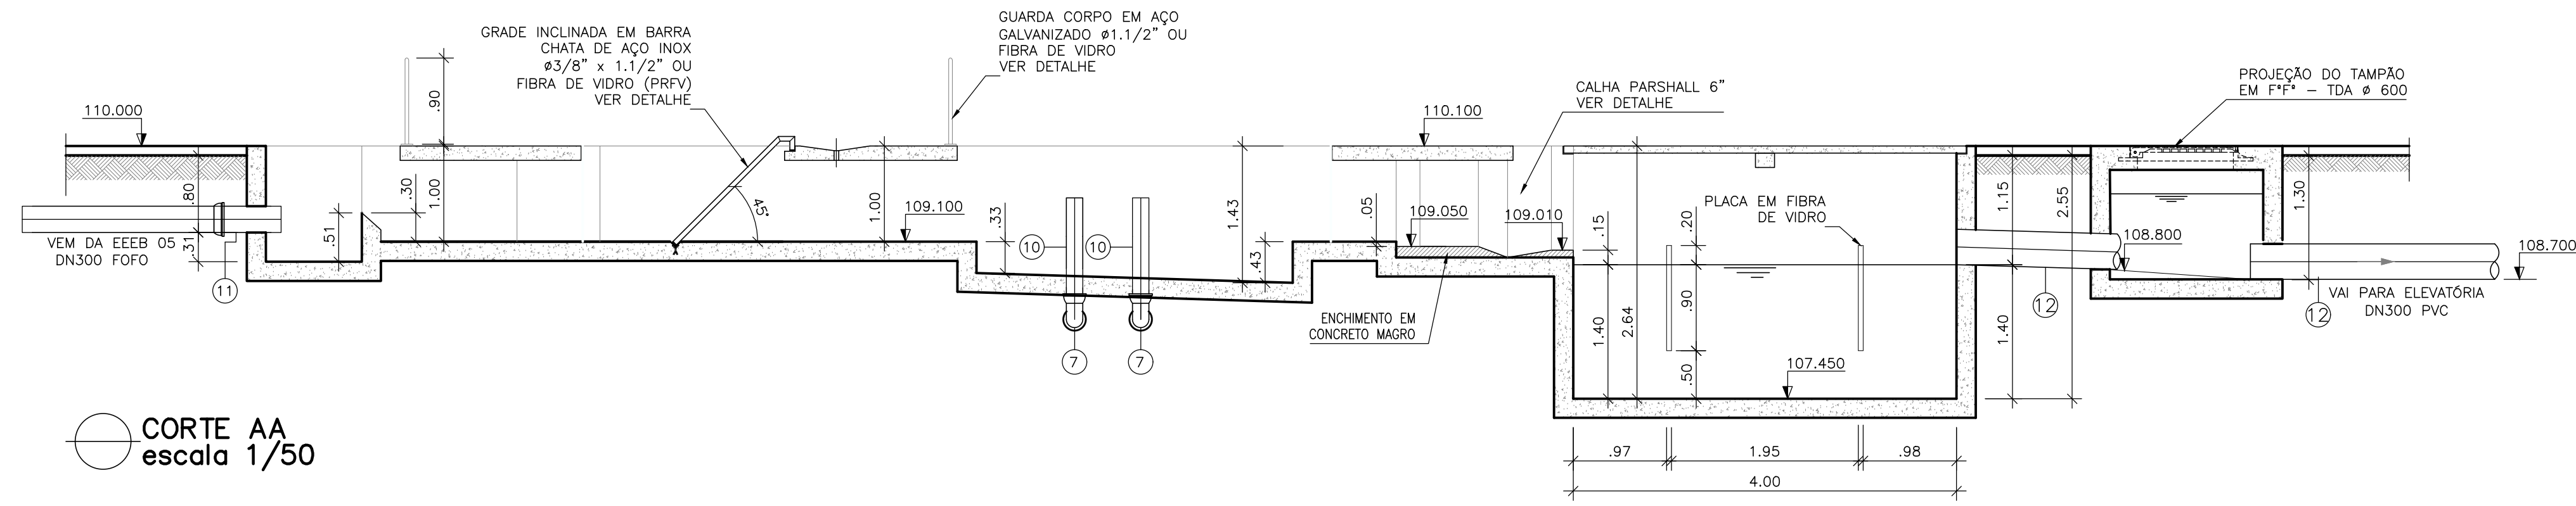 GUARDA CORPO EM AÇO
GALVANIZADO ø1.1/2" OU
FIBRA DE VIDRO
VER DETALHE
GRADE INCLINADA EM BARRA
CHATA DE AÇO INOX
ø3/8" x 1.1/2" OU
FIBRA DE VIDRO (PRFV)
VER DETALHE
CALHA PARSHALL 6"
VER DETALHE
PROJEÇÃO DO TAMPÃO
EM FºFº - TDA ø 600
110.000
.90
110.100
.80
.30
1.00
45°
1.00
109.100
.33
1.43
.05
109.050
109.010
.15
PLACA EM FIBRA
DE VIDRO
.20
1.15
2.55
1.30
VEM DA EEEB 05
DN300 FOFO
.31
.51
11
10
10
.43
108.800
108.700
12
12
VAI PARA ELEVATÓRIA
DN300 PVC
ENCHIMENTO EM
CONCRETO MAGRO
7
7
1.40
2.64
.90
.50
107.450
1.40
CORTE AA
escala 1/50
.97
1.95
.98
4.00